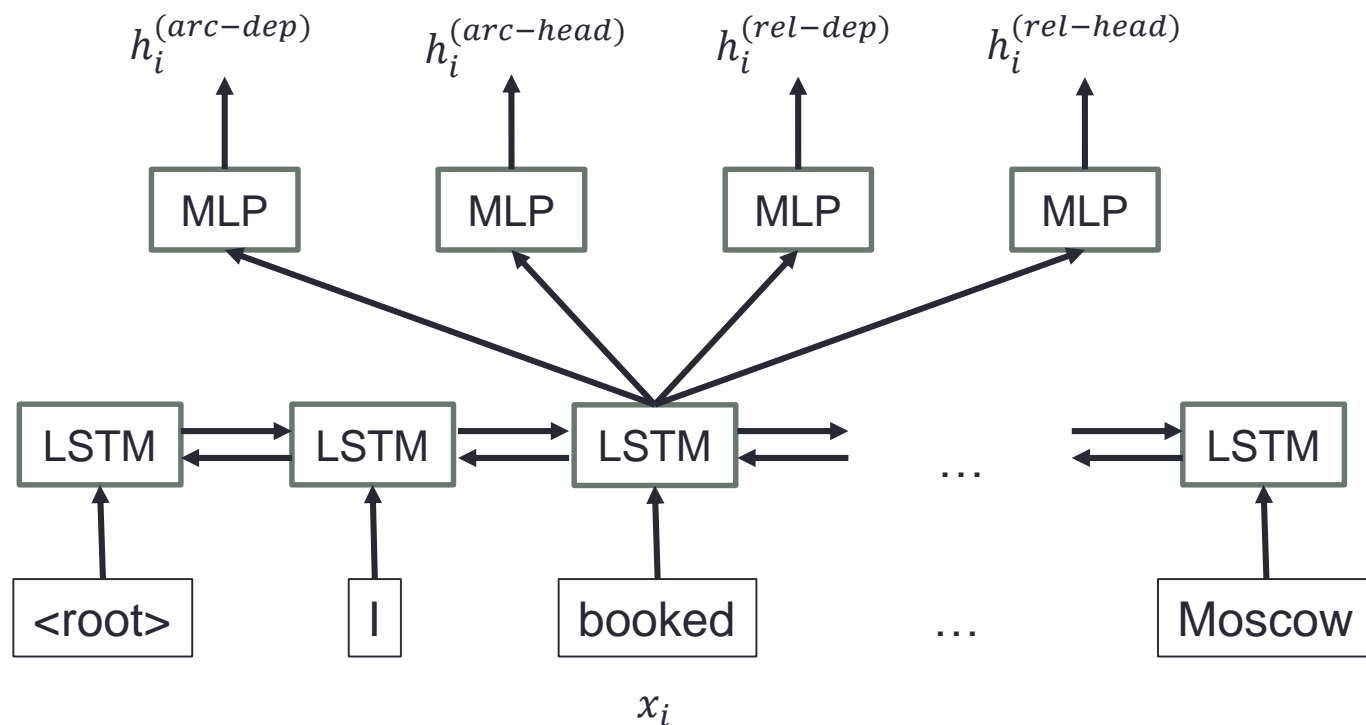 h_i^{(arc-dep)} h_i^{(arc-head)} h_i^{(rel-dep)} h_i^{(rel-head)}
MLP MLP MLP MLP
LSTM LSTM LSTM … LSTM
<root> I booked … Moscow
x_i